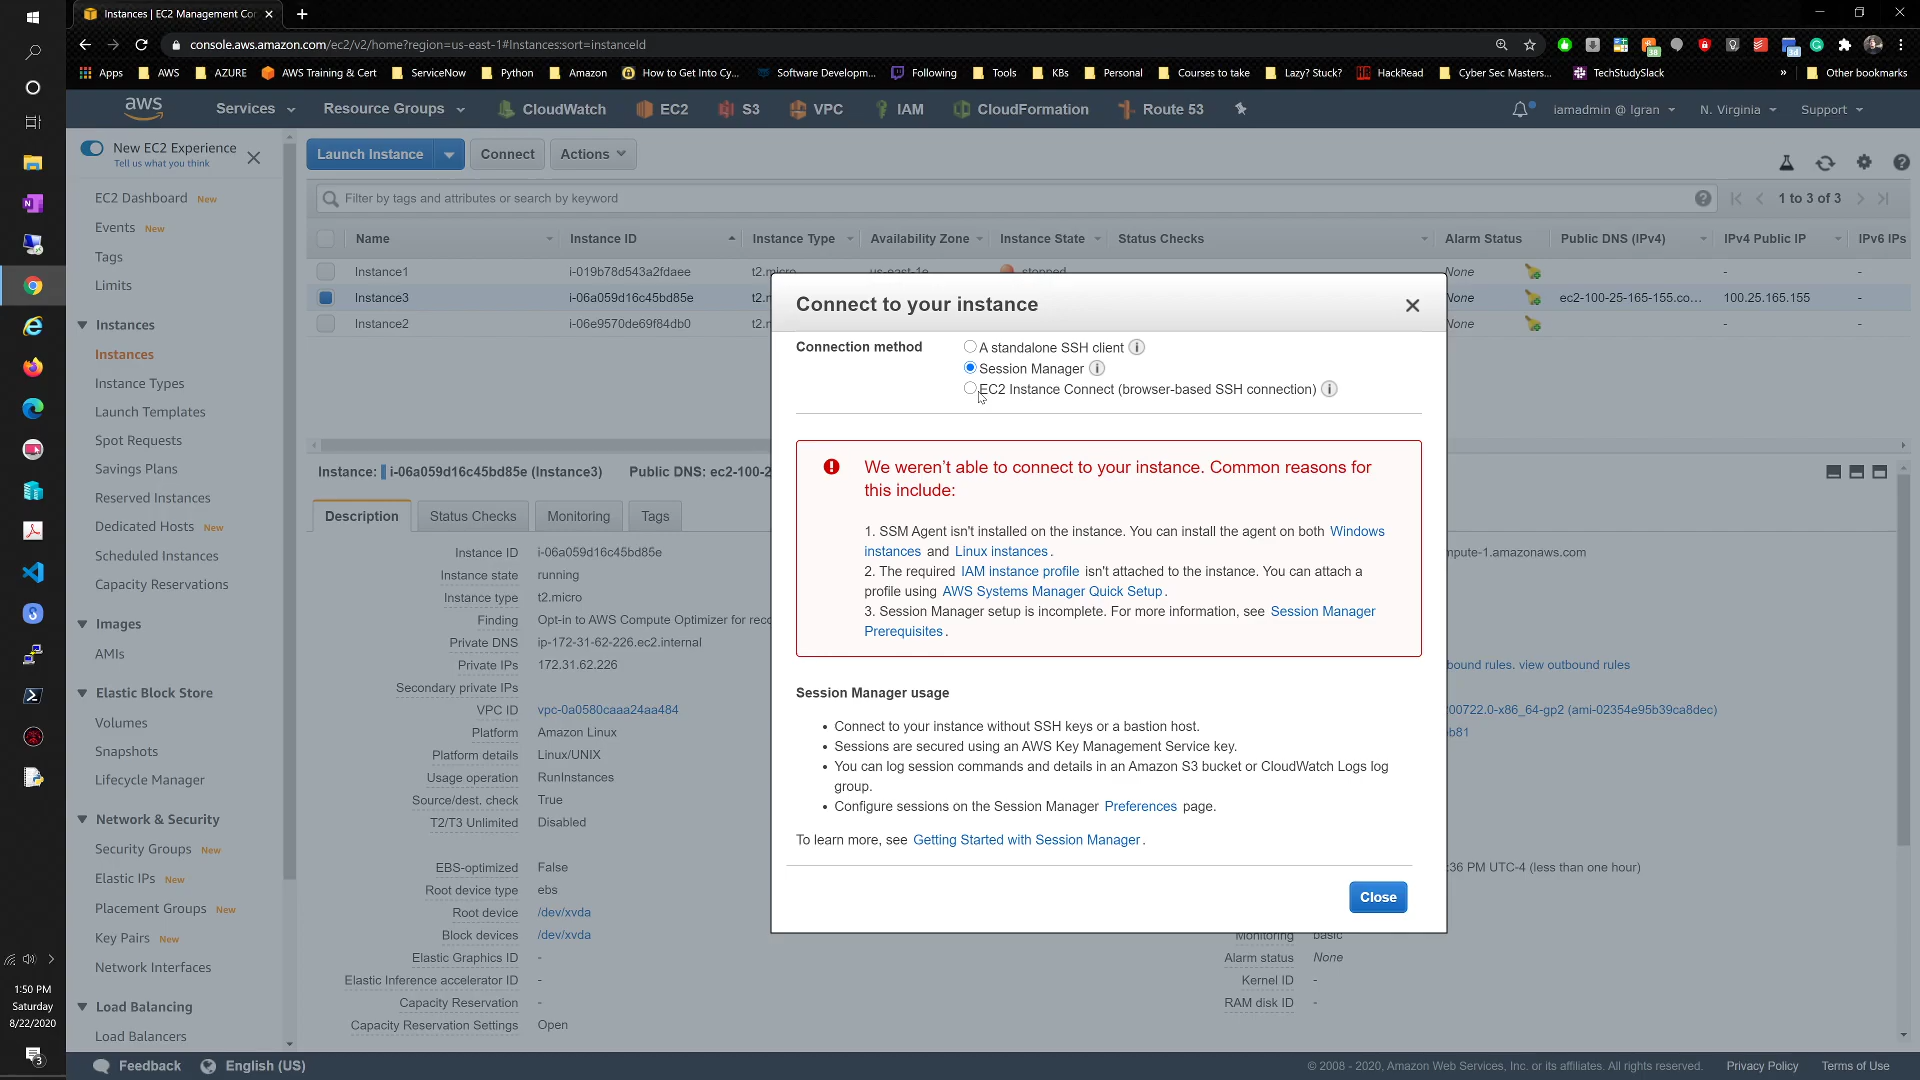 Instances | EC2 Management Con
console.aws.amazon.com/ec2/v2/home?region=us-east-1#Instances:sort=instanceId
Apps AWS AZURE AWS Training & Cert ServiceNow Python Amazon How to Get Into Cy... Software Developm... Following Tools KBs Personal Courses to take Lazy? Stuck? HackRead Cyber Sec Masters... TechStudySlack » Other bookmarks
aws Services Resource Groups CloudWatch EC2 S3 VPC IAM CloudFormation Route 53 iamadmin @ lgran N. Virginia Support
New EC2 Experience
Tell us what you think
Launch Instance Connect Actions
EC2 Dashboard New
Events New
Tags
Limits
Instances
Instances
Instance Types
Launch Templates
Spot Requests
Savings Plans
Reserved Instances
Dedicated Hosts New
Scheduled Instances
Capacity Reservations
Images
AMIs
Elastic Block Store
Volumes
Snapshots
Lifecycle Manager
Network & Security
Security Groups New
Elastic IPs New
Placement Groups New
Key Pairs New
Network Interfaces
Load Balancing
Load Balancers
Filter by tags and attributes or search by keyword
1 to 3 of 3
Name Instance ID Instance Type Availability Zone Instance State Status Checks Alarm Status Public DNS (IPv4) IPv4 Public IP IPv6 IPs
Instance1 i-019b78d543a2fdaee t2.micro us-east-1e stopped None - -
Instance3 i-06a059d16c45bd85e t2.m None ec2-100-25-165-155.co... 100.25.165.155 -
Instance2 i-06e9570de69f84db0 t2.m None - -
Instance: i-06a059d16c45bd85e (Instance3) Public DNS: ec2-100-2
Description Status Checks Monitoring Tags
Instance ID i-06a059d16c45bd85e
Instance state running
Instance type t2.micro
Finding Opt-in to AWS Compute Optimizer for reco
Private DNS ip-172-31-62-226.ec2.internal
Private IPs 172.31.62.226
Secondary private IPs
VPC ID vpc-0a0580caaa24aa484
Platform Amazon Linux
Platform details Linux/UNIX
Usage operation RunInstances
Source/dest. check True
T2/T3 Unlimited Disabled
EBS-optimized False
Root device type ebs
Root device /dev/xvda
Block devices /dev/xvda
Elastic Graphics ID -
Elastic Inference accelerator ID -
Capacity Reservation -
Capacity Reservation Settings Open
mpute-1.amazonaws.com
bound rules. view outbound rules
00722.0-x86_64-gp2 (ami-02354e95b39ca8dec)
b81
:36 PM UTC-4 (less than one hour)
Monitoring basic
Alarm status None
Kernel ID -
RAM disk ID -
Connect to your instance
Connection method
A standalone SSH client
Session Manager
EC2 Instance Connect (browser-based SSH connection)
We weren’t able to connect to your instance. Common reasons for
this include:
1. SSM Agent isn't installed on the instance. You can install the agent on both Windows
instances and Linux instances.
2. The required IAM instance profile isn't attached to the instance. You can attach a
profile using AWS Systems Manager Quick Setup.
3. Session Manager setup is incomplete. For more information, see Session Manager
Prerequisites.
Session Manager usage
• Connect to your instance without SSH keys or a bastion host.
• Sessions are secured using an AWS Key Management Service key.
• You can log session commands and details in an Amazon S3 bucket or CloudWatch Logs log
group.
• Configure sessions on the Session Manager Preferences page.
To learn more, see Getting Started with Session Manager.
Close
1:50 PM
Saturday
8/22/2020
3
Feedback English (US) © 2008 - 2020, Amazon Web Services, Inc. or its affiliates. All rights reserved. Privacy Policy Terms of Use